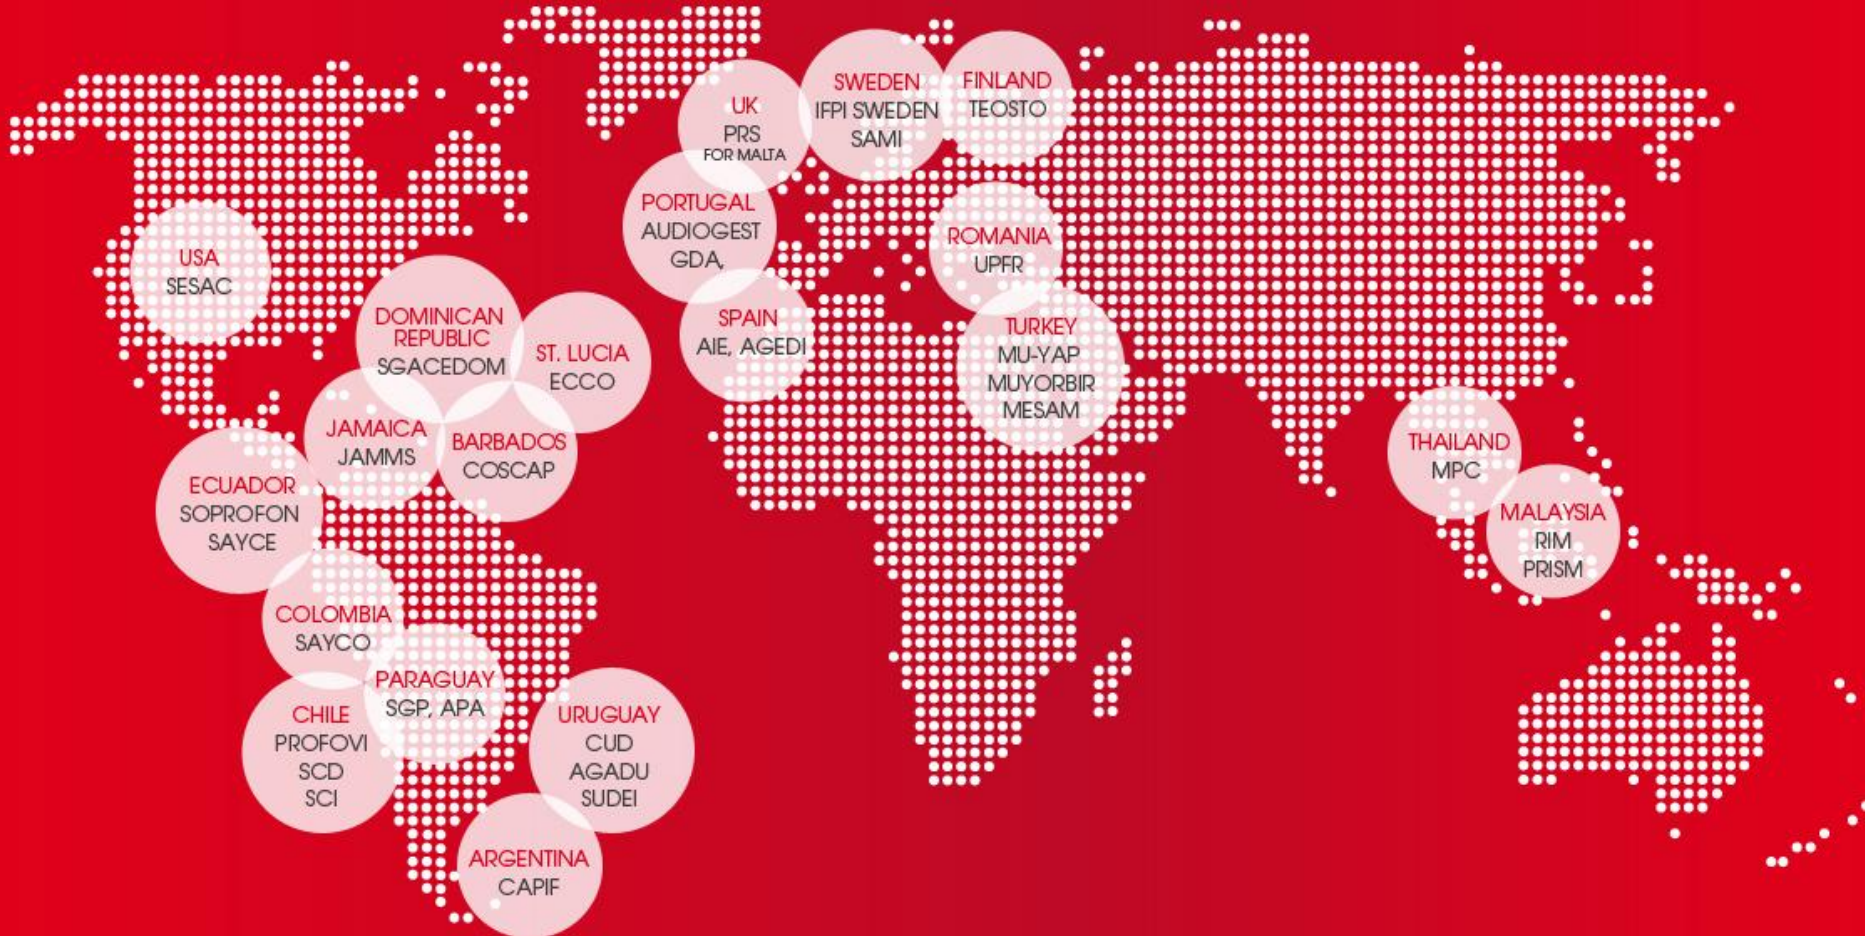 UK
PRS
FOR MALTA
SWEDEN
IFPI SWEDEN
SAMI
FINLAND
TEOSTO
PORTUGAL
AUDIOGEST
GDA,
ROMANIA
UPFR
USA
SESAC
DOMINICAN
REPUBLIC
SGACEDOM
ST. LUCIA
ECCO
SPAIN
AIE, AGEDI
TURKEY
MU-YAP
MUYORBIR
MESAM
JAMAICA
JAMMS
BARBADOS
COSCAP
THAILAND
MPC
ECUADOR
SOPROFON
SAYCE
MALAYSIA
RIM
PRISM
COLOMBIA
SAYCO
PARAGUAY
SGP, APA
CHILE
PROFOVI
SCD
SCI
URUGUAY
CUD
AGADU
SUDEI
ARGENTINA
CAPIF